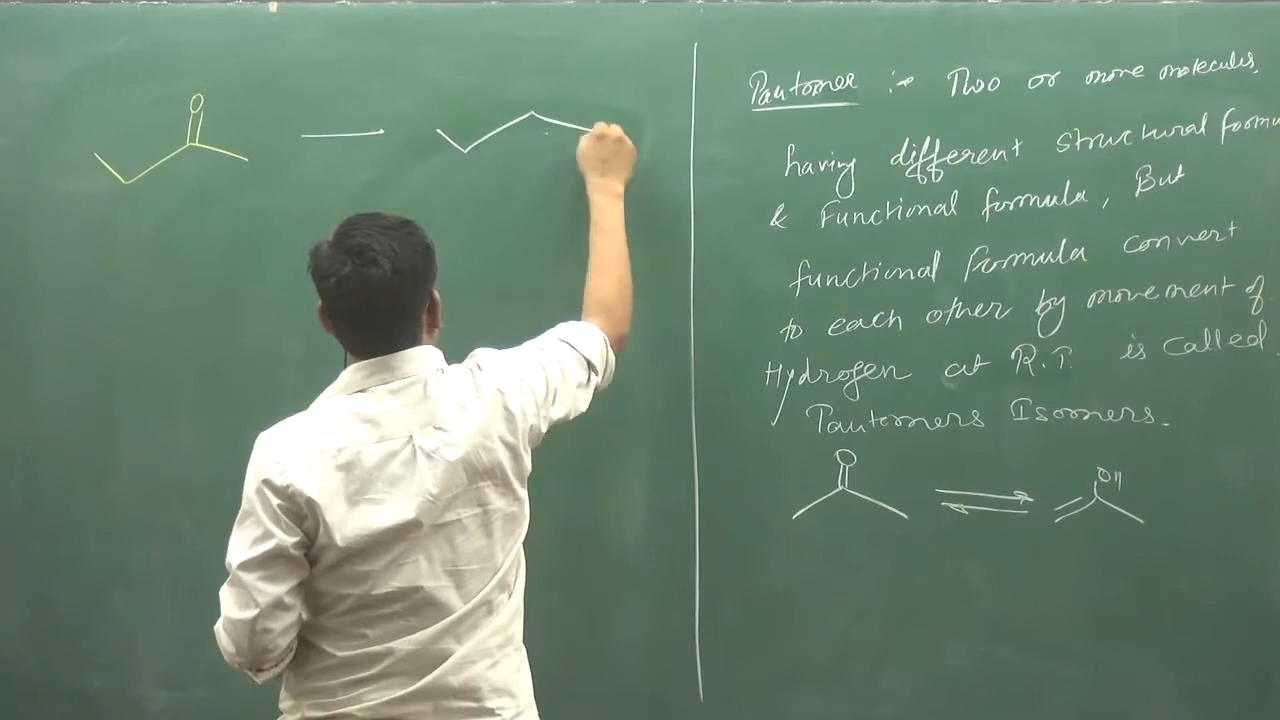 O
Tautomer :- Two or more molecules,
having different structural formu
& Functional formula, But
functional formula convert
to each other by movement of
Hydrogen at R.T. is called
Tautomers Isomers.
O
OH